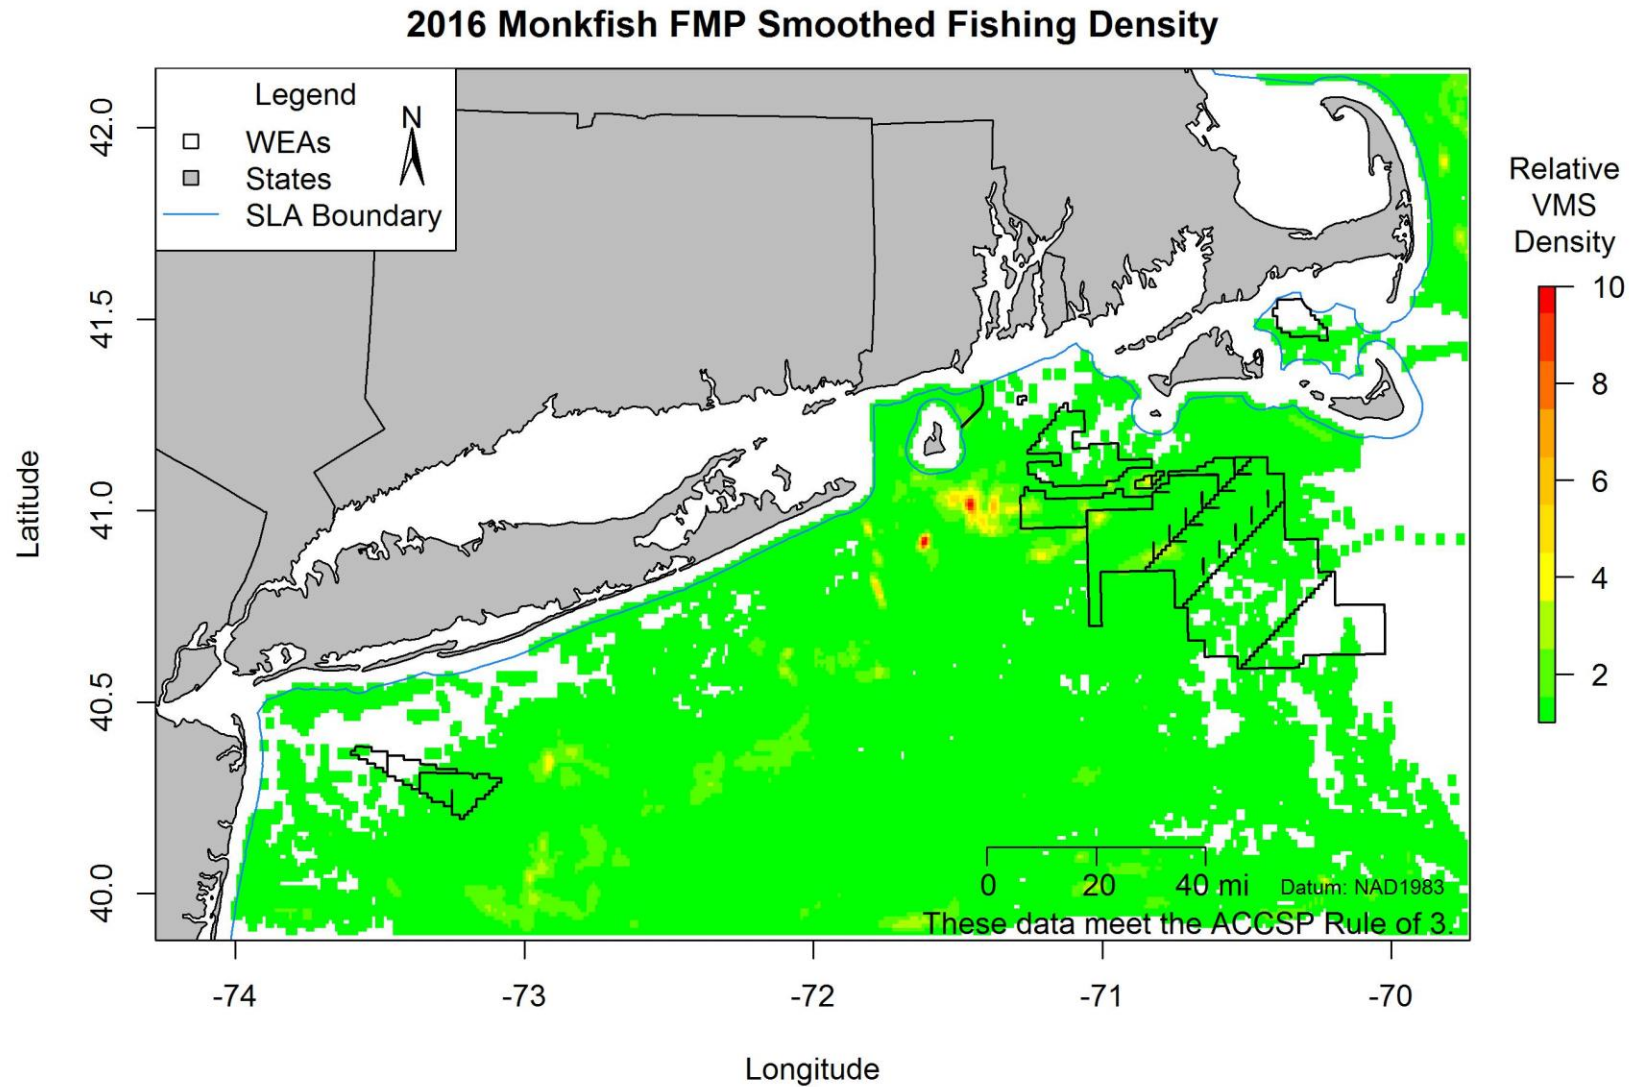 2016 Monkfish FMP Smoothed Fishing Density
Legend
N
WEAs
States
SLA Boundary
Relative
VMS
Density
10
8
6
4
2
Latitude
42.0
41.5
41.0
40.5
40.0
0 20 40 mi Datum: NAD1983
These data meet the ACCSP Rule of 3.
-74 -73 -72 -71 -70
Longitude